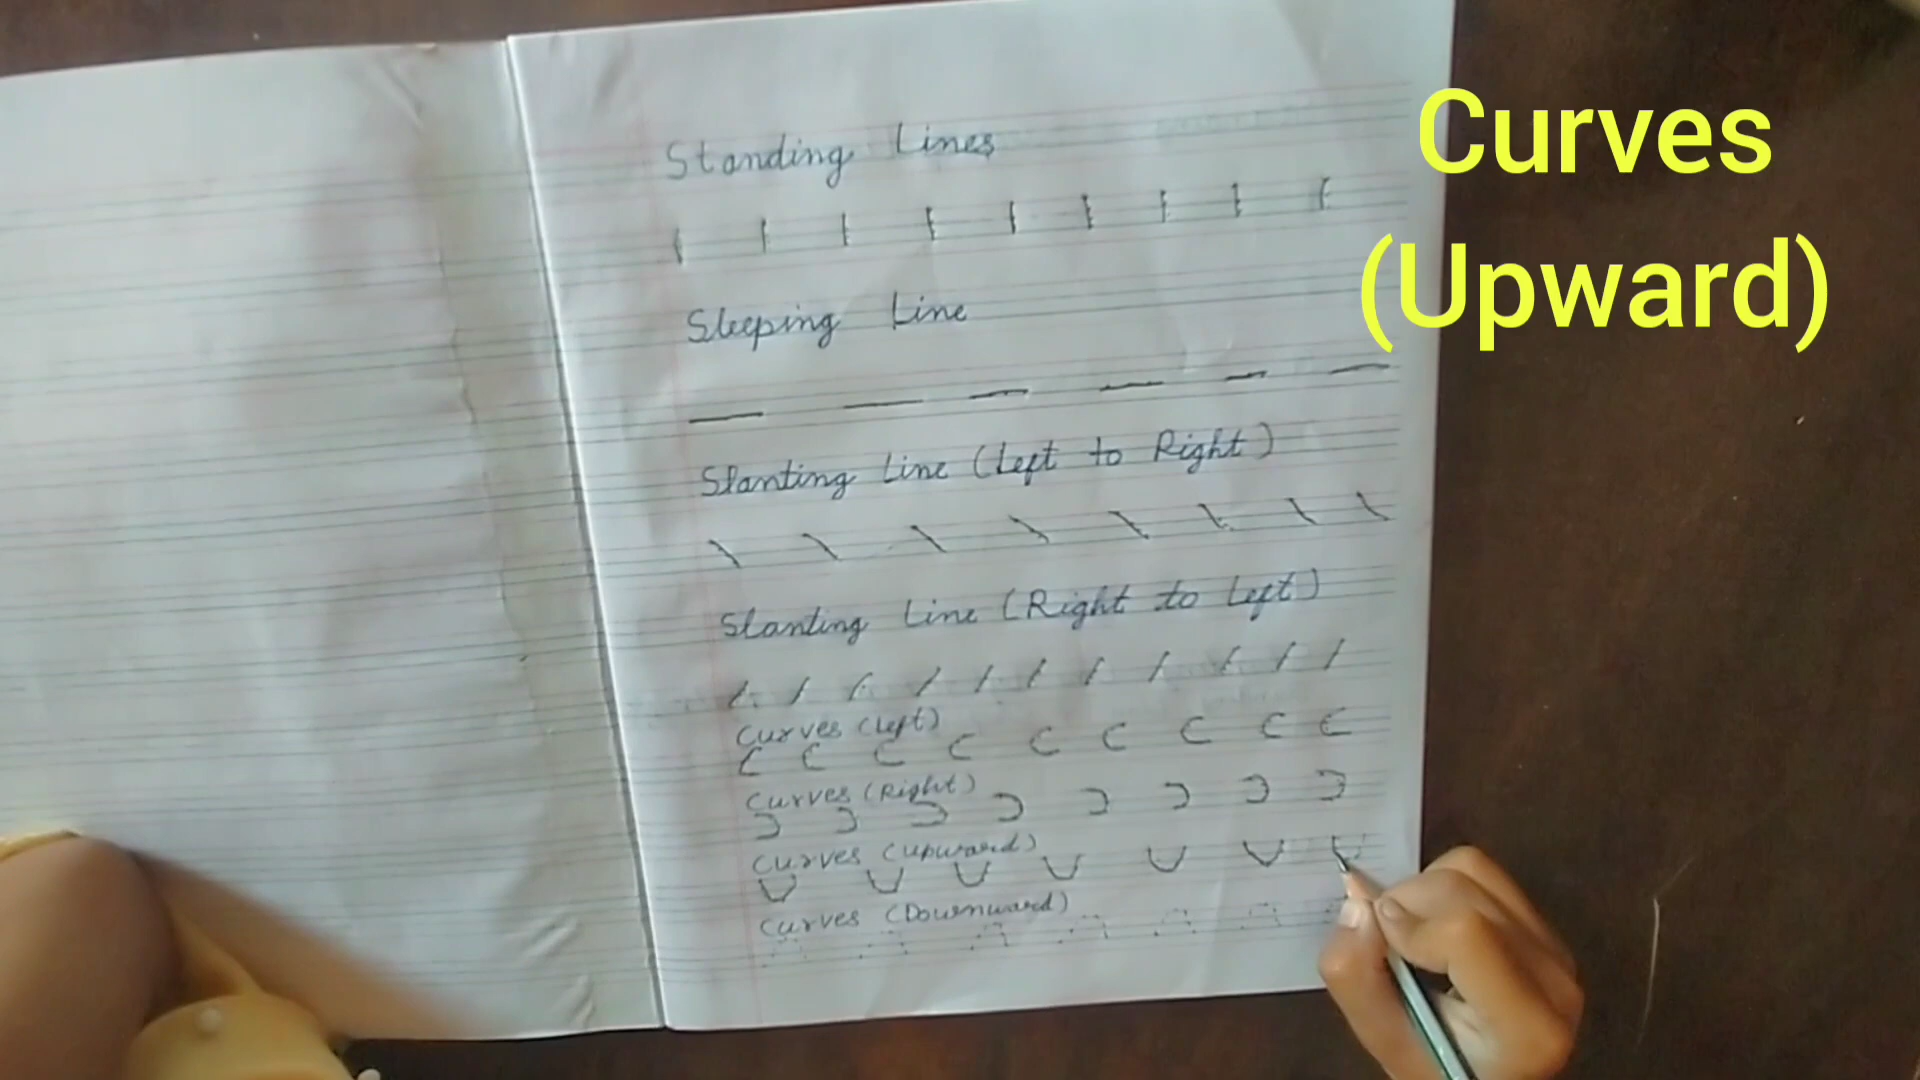 Curves
(Upward)
Standing Lines
Sleeping Line
Slanting Line (Left to Right)
Slanting Line (Right to Left)
Curves (Left)
Curves (Right)
Curves (Upward)
Curves (Downward)